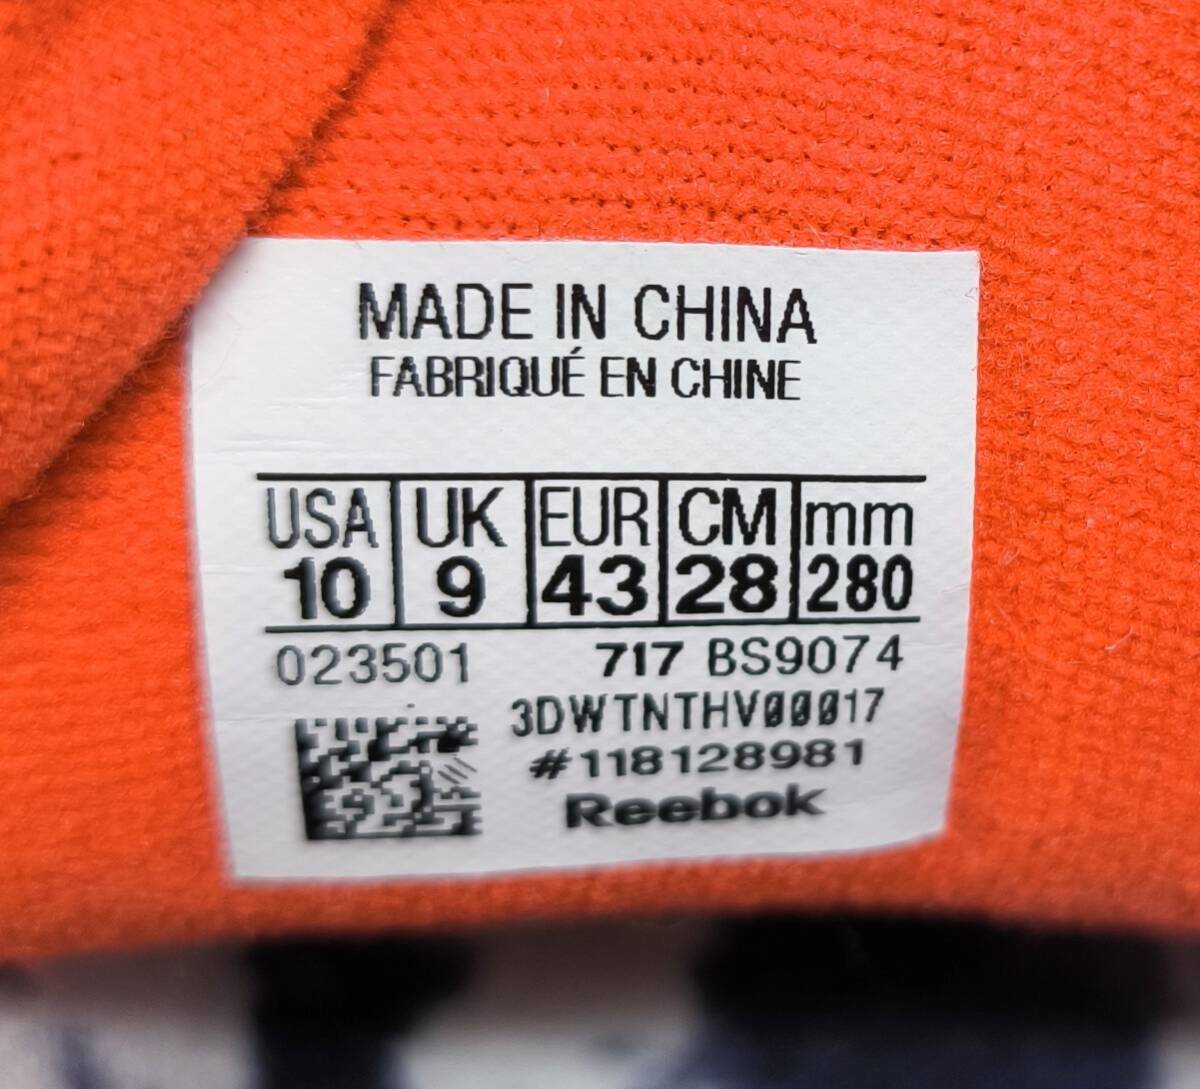 MADE IN CHINA
FABRIQUÉ EN CHINE
USA UK EUR CM mm
10 9 43 28 280
023501 717 BS9074
3DWTNTHV00017
#118128981
Reebok